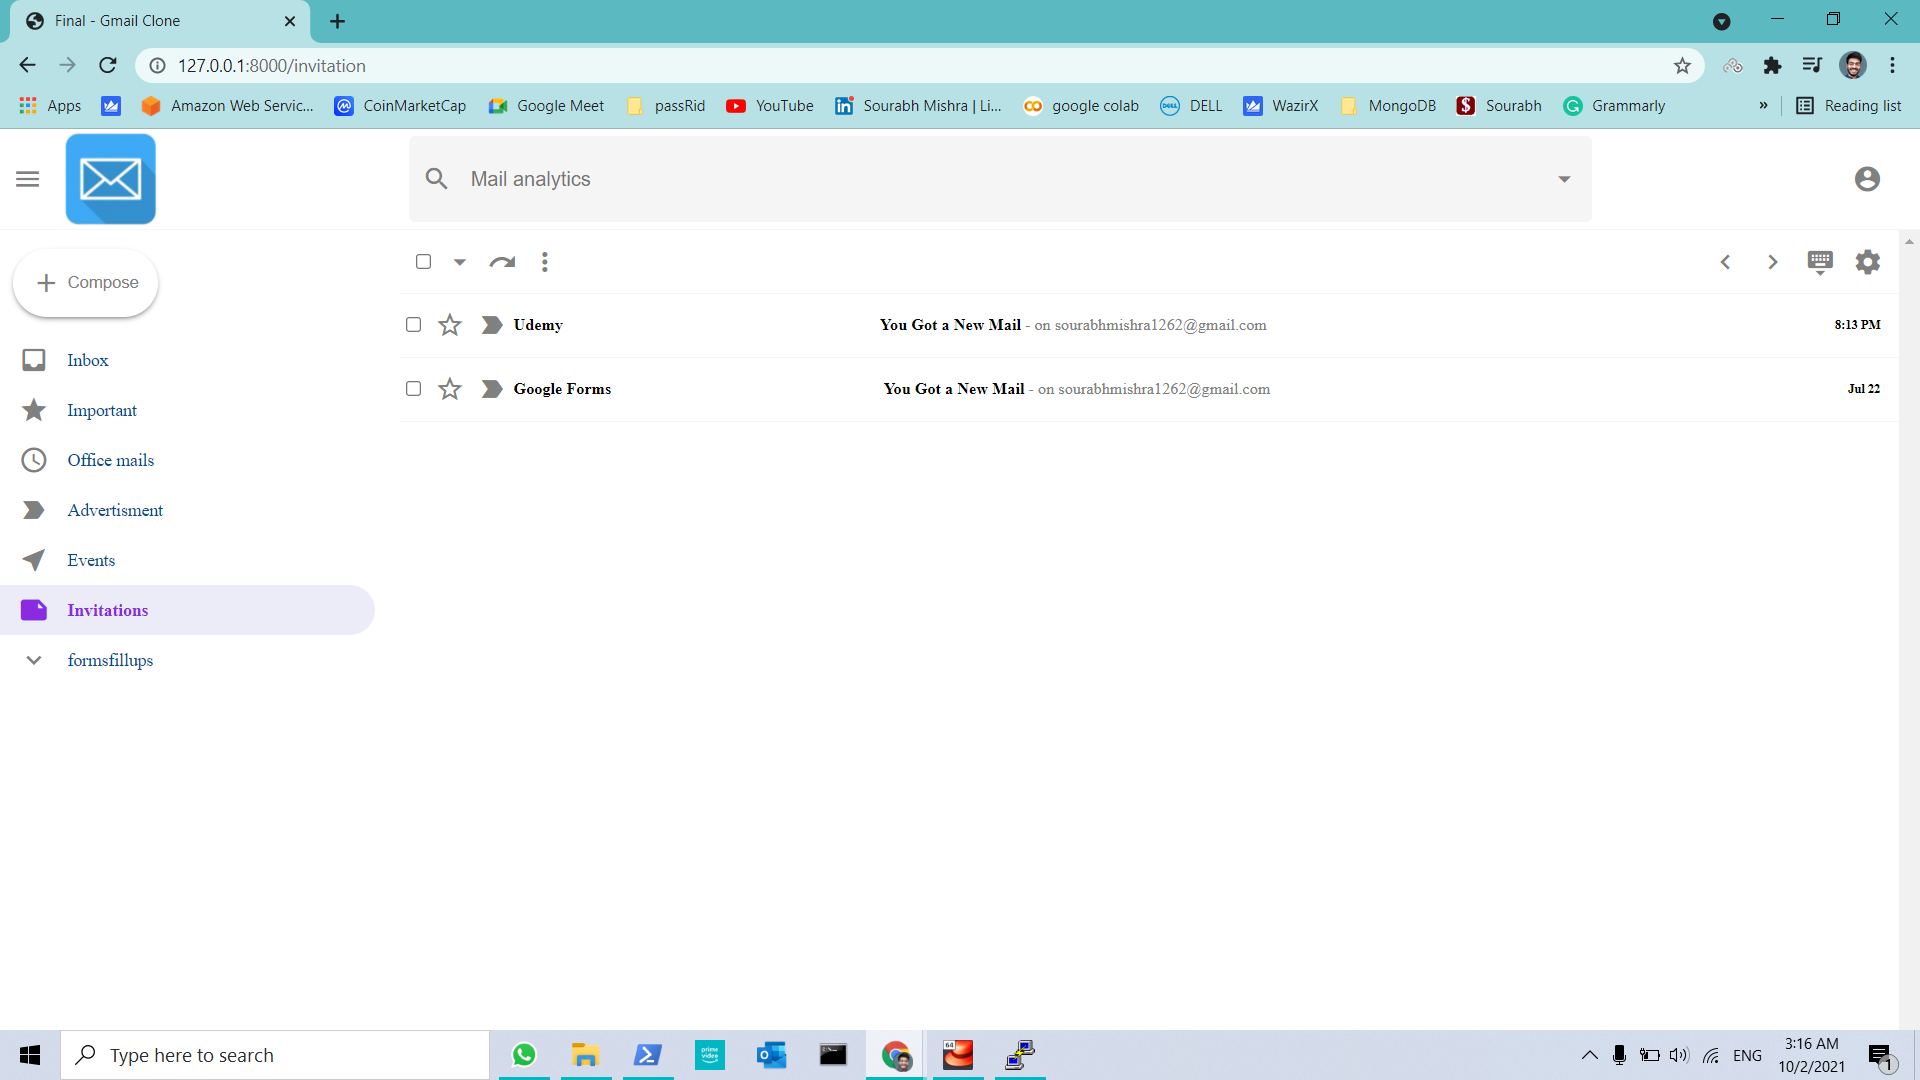 Final - Gmail Clone
127.0.0.1:8000/invitation
Apps Amazon Web Servic... CoinMarketCap Google Meet passRid YouTube Sourabh Mishra | Li... google colab DELL WazirX MongoDB Sourabh Grammarly » Reading list
Mail analytics
Compose
Inbox
Important
Office mails
Advertisment
Events
Invitations
formsfillups
Udemy You Got a New Mail - on sourabhmishra1262@gmail.com 8:13 PM
Google Forms You Got a New Mail - on sourabhmishra1262@gmail.com Jul 22
Type here to search
prime video
64
ENG
3:16 AM
10/2/2021
1